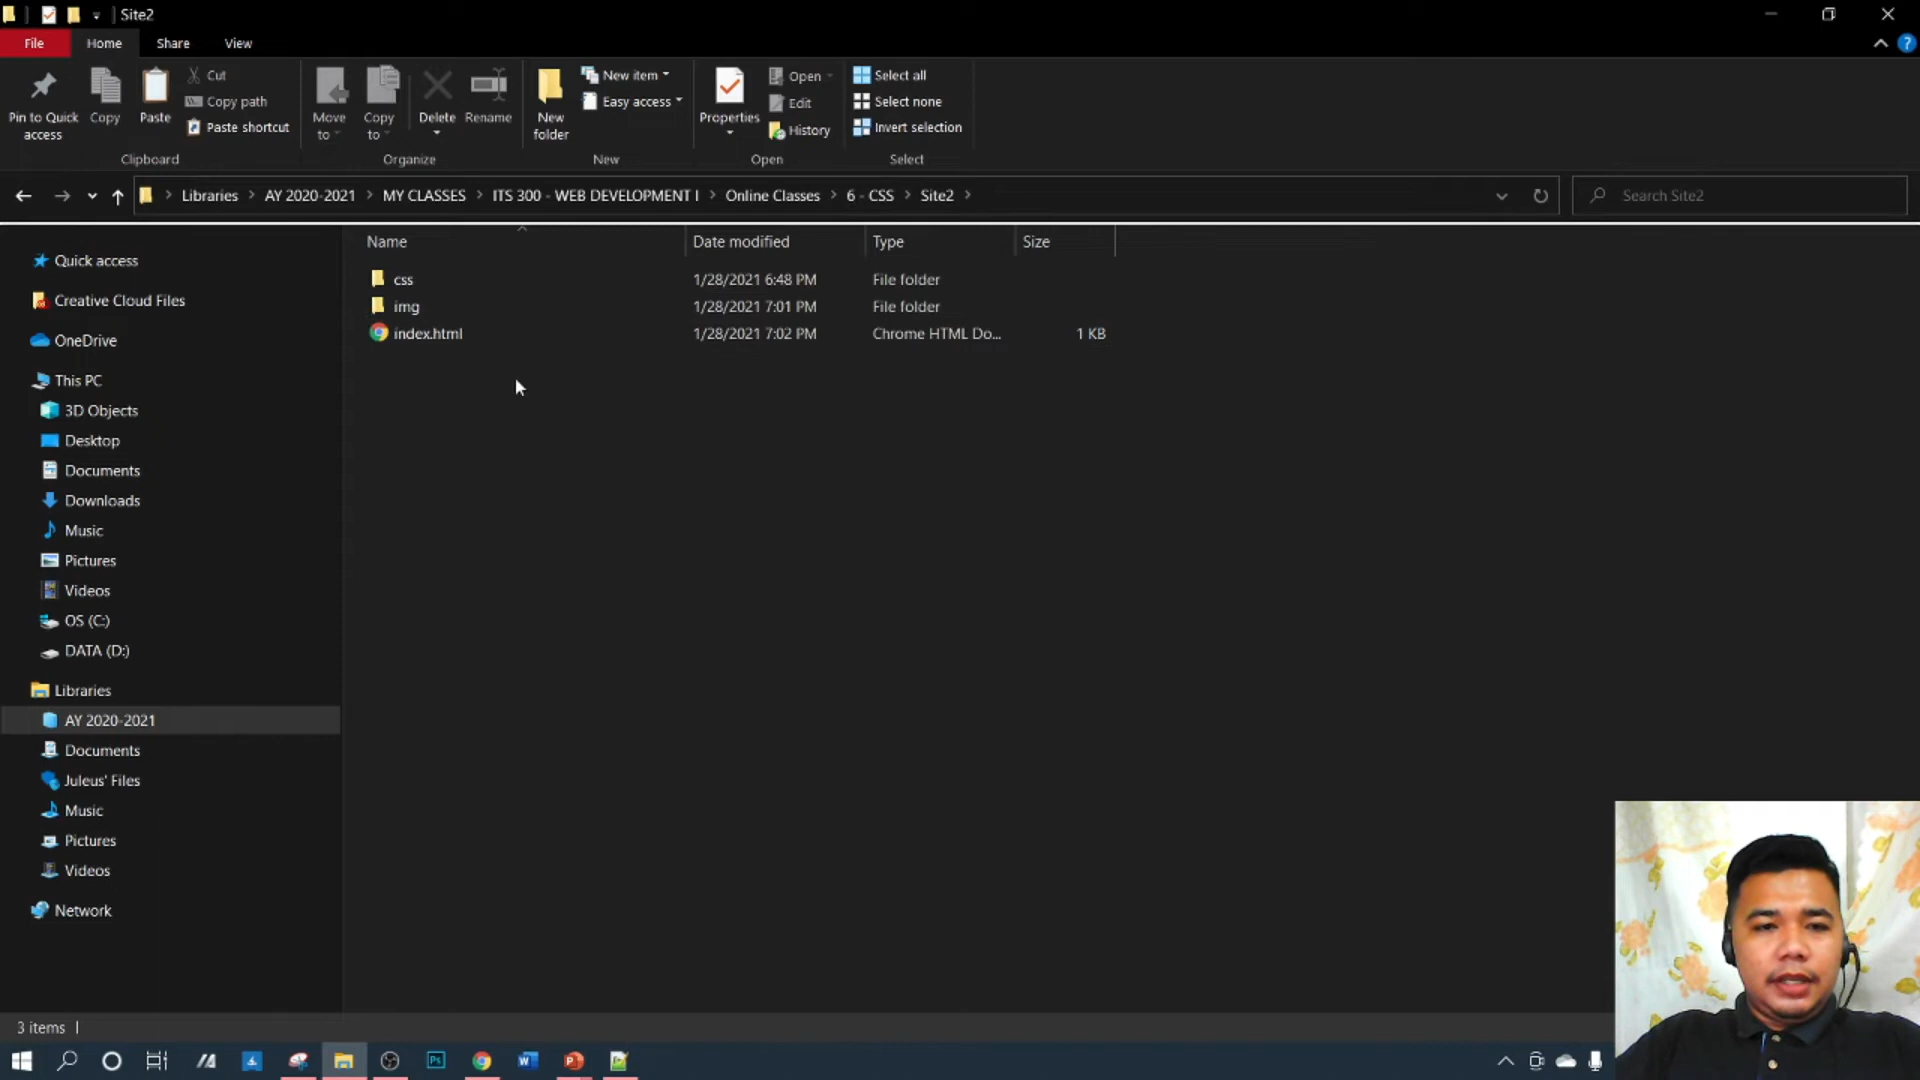 Site2
File Home Share View
Pin to Quick access
Copy
Paste
Cut
Copy path
Paste shortcut
Clipboard
Move to
Copy to
Delete
Rename
Organize
New folder
New item
Easy access
New
Properties
Open
Edit
History
Open
Select all
Select none
Invert selection
Select
Libraries AY 2020-2021 MY CLASSES ITS 300 - WEB DEVELOPMENT I Online Classes 6 - CSS Site2
Search Site2
Name Date modified Type Size
css 1/28/2021 6:48 PM File folder
img 1/28/2021 7:01 PM File folder
index.html 1/28/2021 7:02 PM Chrome HTML Do... 1 KB
Quick access
Creative Cloud Files
OneDrive
This PC
3D Objects
Desktop
Documents
Downloads
Music
Pictures
Videos
OS (C:)
DATA (D:)
Libraries
AY 2020-2021
Documents
Juleus' Files
Music
Pictures
Videos
Network
3 items
Ps
W
P